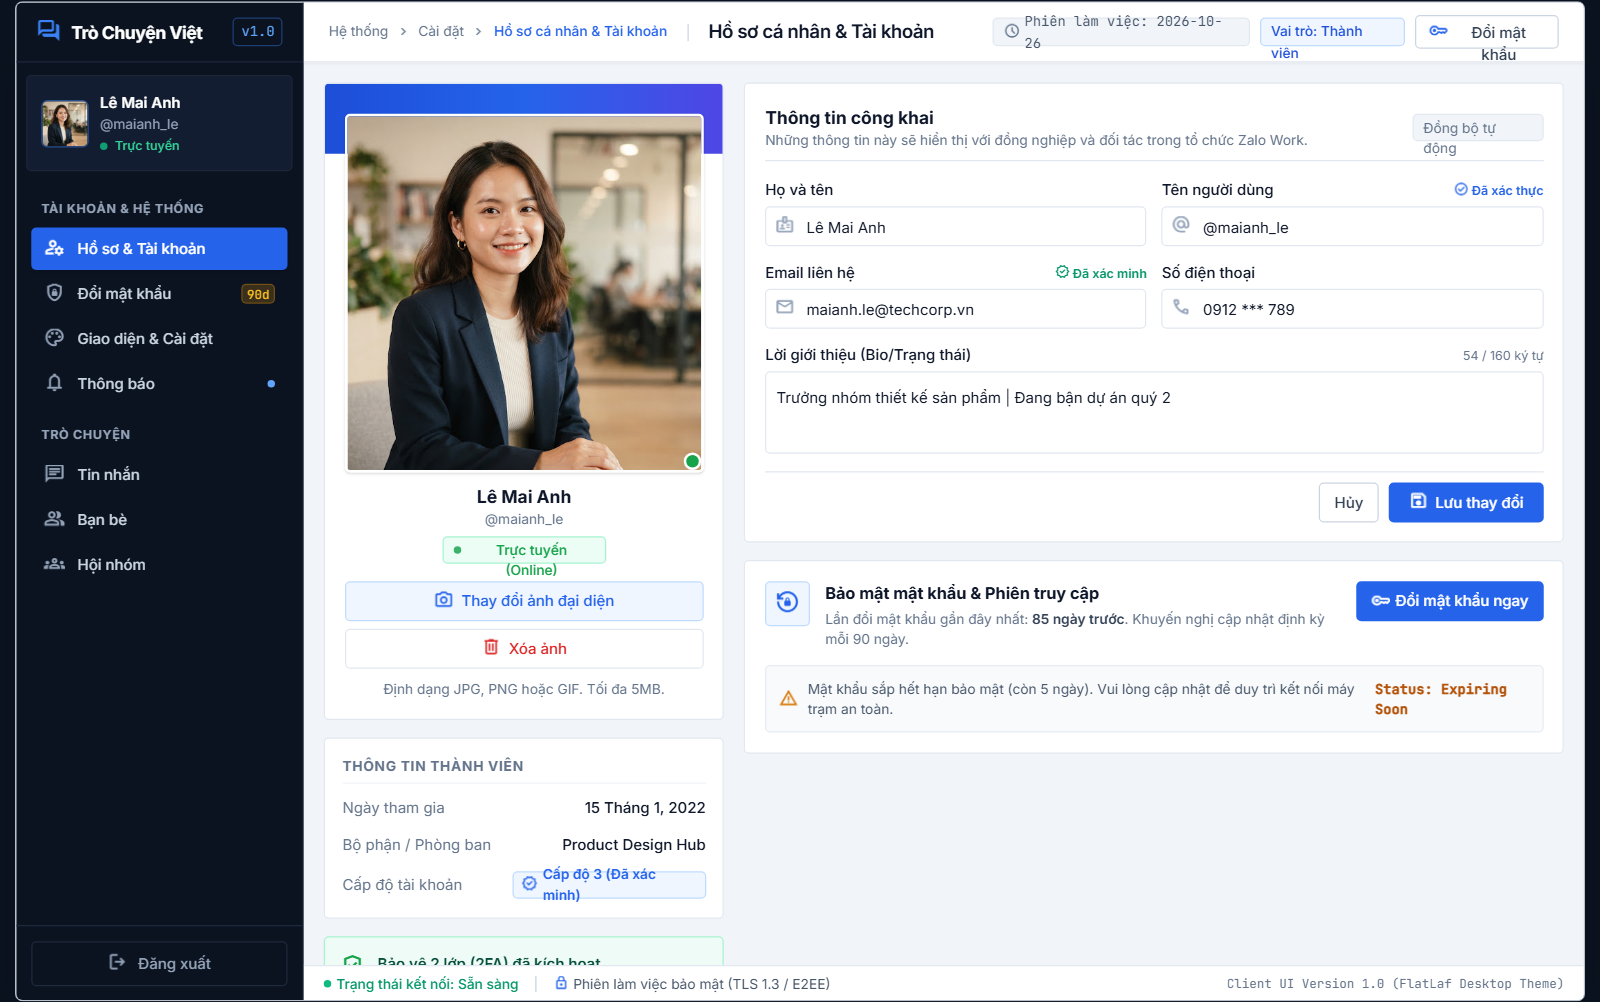 Trò Chuyện Việt
v1.0
Lê Mai Anh
@maianh_le
Trực tuyến
TÀI KHOẢN & HỆ THỐNG
Hồ sơ & Tài khoản
Đổi mật khẩu
90d
Giao diện & Cài đặt
Thông báo
TRÒ CHUYỆN
Tin nhắn
Bạn bè
Hội nhóm
Đăng xuất
Hệ thống
Cài đặt
Hồ sơ cá nhân & Tài khoản
Hồ sơ cá nhân & Tài khoản
Phiên làm việc: 2026-10-
26
Vai trò: Thành
viên
Đổi mật
khẩu
Lê Mai Anh
@maianh_le
Trực tuyến
(Online)
Thay đổi ảnh đại diện
Xóa ảnh
Định dạng JPG, PNG hoặc GIF. Tối đa 5MB.
THÔNG TIN THÀNH VIÊN
Ngày tham gia
15 Tháng 1, 2022
Bộ phận / Phòng ban
Product Design Hub
Cấp độ tài khoản
Cấp độ 3 (Đã xác
minh)
Bảo vệ 2 lớp (2FA) đã kích hoạt
Thông tin công khai
Những thông tin này sẽ hiển thị với đồng nghiệp và đối tác trong tổ chức Zalo Work.
Đồng bộ tự
động
Họ và tên
Lê Mai Anh
Tên người dùng
Đã xác thực
@maianh_le
Email liên hệ
Đã xác minh
maianh.le@techcorp.vn
Số điện thoại
0912 *** 789
Lời giới thiệu (Bio/Trạng thái)
54 / 160 ký tự
Trưởng nhóm thiết kế sản phẩm | Đang bận dự án quý 2
Hủy
Lưu thay đổi
Bảo mật mật khẩu & Phiên truy cập
Lần đổi mật khẩu gần đây nhất: 85 ngày trước. Khuyến nghị cập nhật định kỳ
mỗi 90 ngày.
Đổi mật khẩu ngay
Mật khẩu sắp hết hạn bảo mật (còn 5 ngày). Vui lòng cập nhật để duy trì kết nối máy
trạm an toàn.
Status: Expiring
Soon
Trạng thái kết nối: Sẵn sàng
Phiên làm việc bảo mật (TLS 1.3 / E2EE)
Client UI Version 1.0 (FlatLaf Desktop Theme)